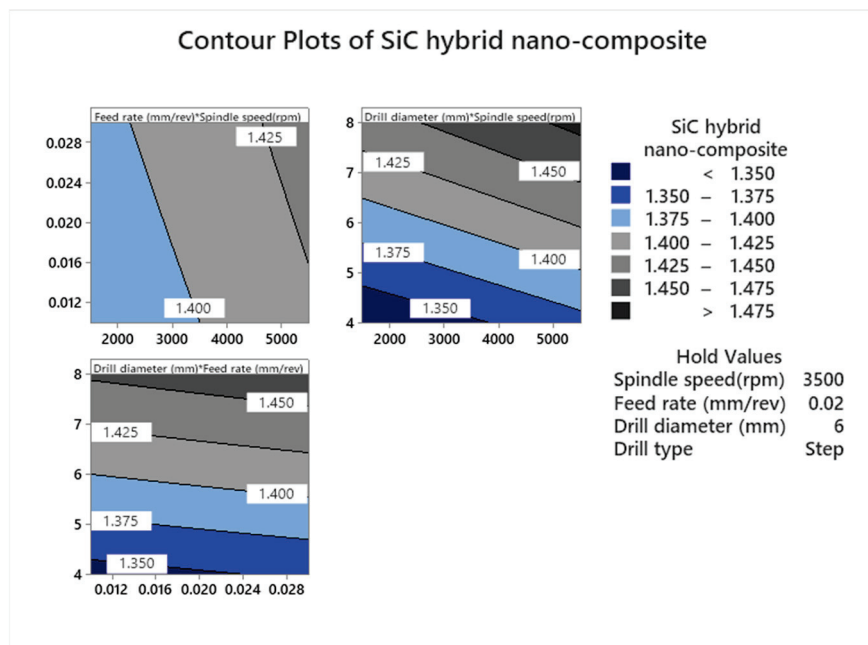 Contour Plots of SiC hybrid nano-composite
Feed rate (mm/rev)*Spindle speed(rpm)
1.425
0.028
0.024
0.020
0.016
0.012
1.400
2000 3000 4000 5000
Drill diameter (mm)*Spindle speed(rpm)
8
7
6
5
4
1.425
1.450
1.375
1.400
1.350
2000 3000 4000 5000
Drill diameter (mm)*Feed rate (mm/rev)
8
7
6
5
4
1.450
1.425
1.400
1.375
1.350
0.012 0.016 0.020 0.024 0.028
SiC hybrid
nano-composite
< 1.350
1.350 – 1.375
1.375 – 1.400
1.400 – 1.425
1.425 – 1.450
1.450 – 1.475
> 1.475
Hold Values
Spindle speed(rpm) 3500
Feed rate (mm/rev) 0.02
Drill diameter (mm) 6
Drill type Step